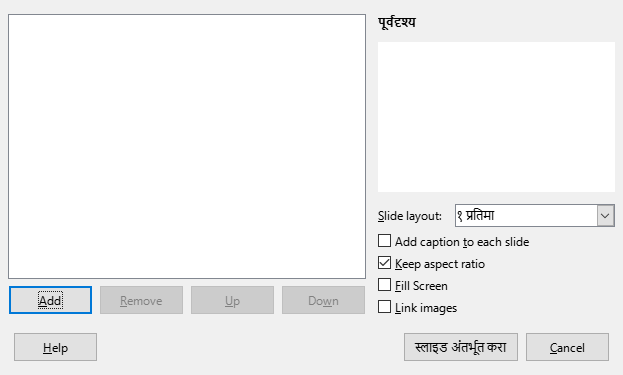 पूर्वदृश्य
Slide layout: १ प्रतिमा
Add caption to each slide
Keep aspect ratio
Fill Screen
Link images
Add Remove Up Down
Help स्लाइड अंतर्भूत करा Cancel